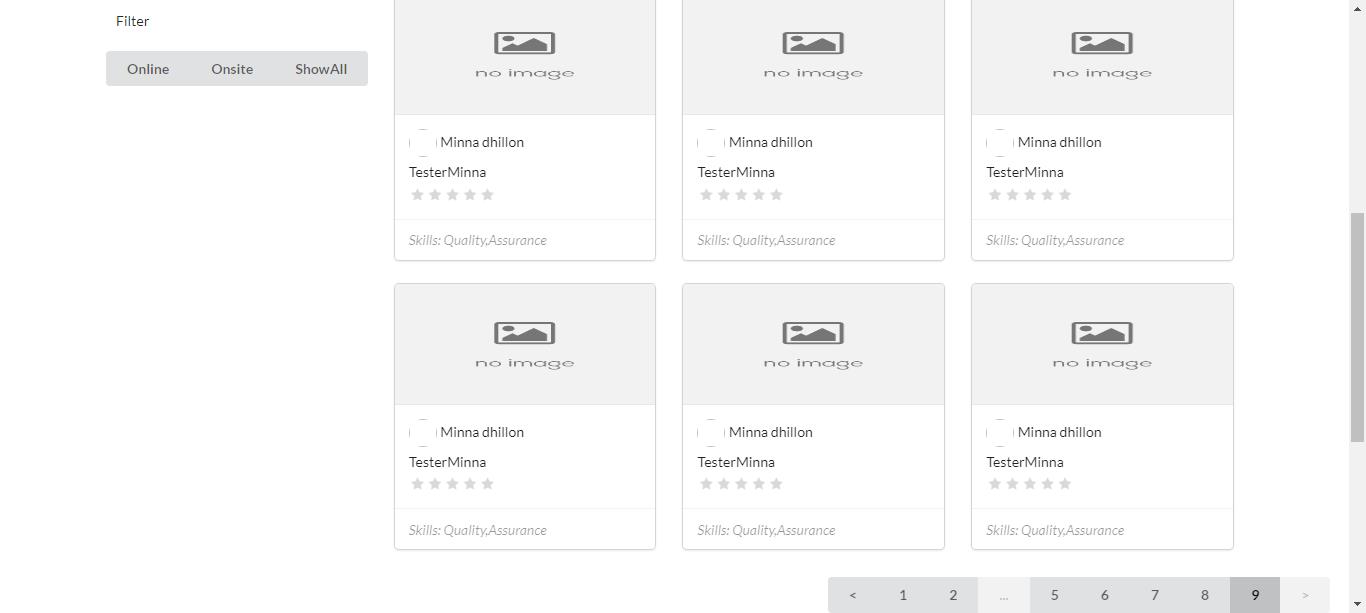 Filter
Online Onsite ShowAll
no image no image no image
Minna dhillon Minna dhillon Minna dhillon
TesterMinna TesterMinna TesterMinna
Skills: Quality,Assurance Skills: Quality,Assurance Skills: Quality,Assurance
no image no image no image
Minna dhillon Minna dhillon Minna dhillon
TesterMinna TesterMinna TesterMinna
Skills: Quality,Assurance Skills: Quality,Assurance Skills: Quality,Assurance
< 1 2 ... 5 6 7 8 9 >